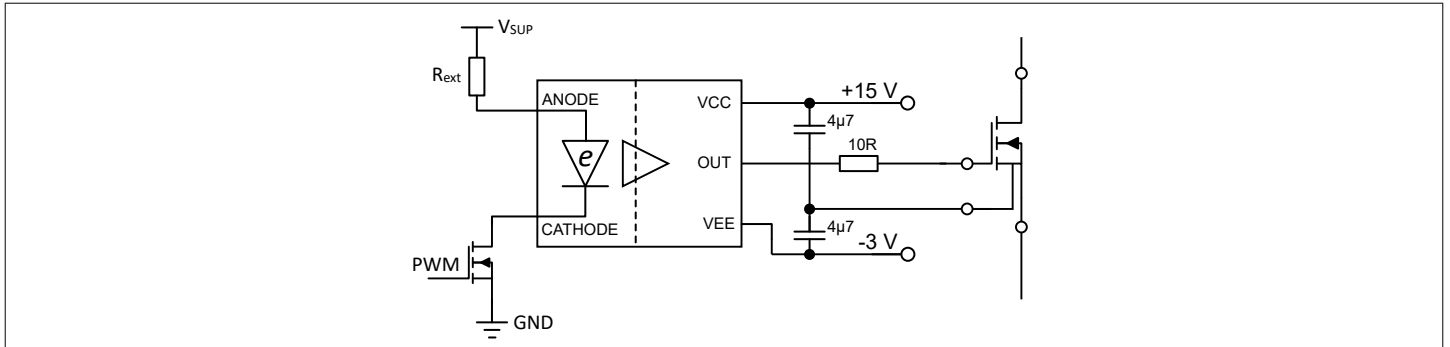 VSUP
Rext
ANODE
e
CATHODE
VCC
OUT
VEE
+15 V
4µ7
10R
4µ7
-3 V
PWM
GND